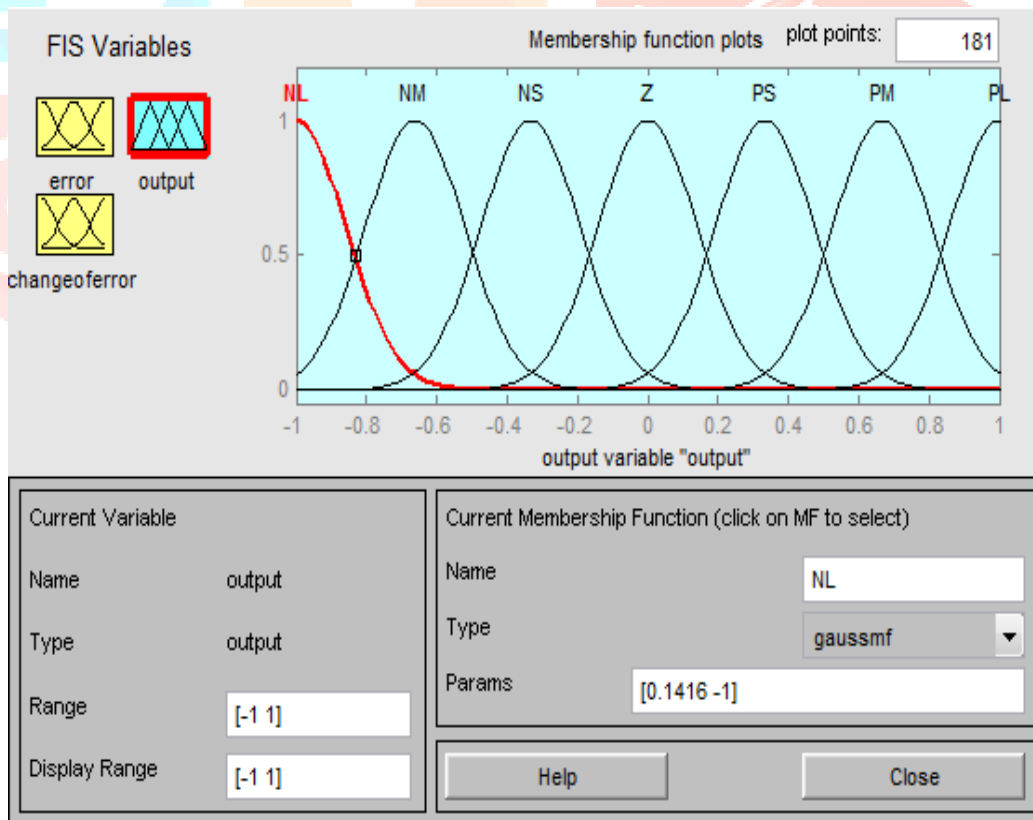 FIS Variables
Membership function plots plot points: 181
NL NM NS Z PS PM PL
1
error output
0.5
changeoferror
0
-1 -0.8 -0.6 -0.4 -0.2 0 0.2 0.4 0.6 0.8 1
output variable "output"
Current Variable
Name output
Type output
Range [-1 1]
Display Range [-1 1]
Current Membership Function (click on MF to select)
Name NL
Type gaussmf
Params [0.1416 -1]
Help Close